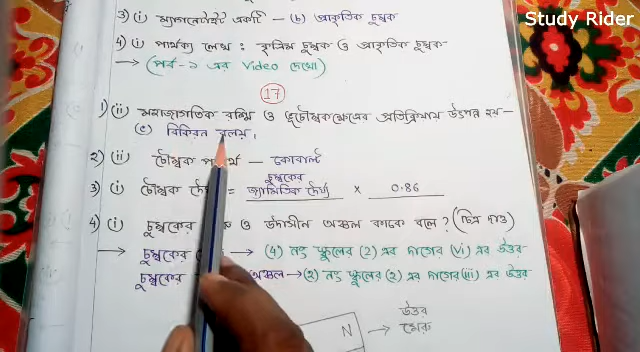 Study Rider
3) (i) ম্যাগনেটাইট একটি – (b) প্রাকৃতিক চুম্বক
4) (i) পার্থক্য লেখ : কৃত্রিম চুম্বক ও প্রাকৃতিক চুম্বক
→ (পর্ব-১ এর Video দেখো)
17
1) (ii) মহাজাগতিক রশ্মি ও ভূচৌম্বকক্ষেত্রের প্রতিক্রিয়ায় উৎপন্ন হয় –
(c) বিকিরন বলয়।
2) (ii) চৌম্বক – কোবাল্ট
3) (i) চৌম্বক = চুম্বকের জ্যামিতিক দৈর্ঘ্য × 0.86
4) (i) চুম্বকের ও উদাসীন অঞ্চল কাকে বলে? (চিত্র দাও)
→ চুম্বকের → (4) নং স্কুলের (2) এর দাগের (vi) এর উত্তর
চুম্বকের অঞ্চল → (2) নং স্কুলের (2) এর দাগের (iii) এর উত্তর
N → উত্তর
মেরু